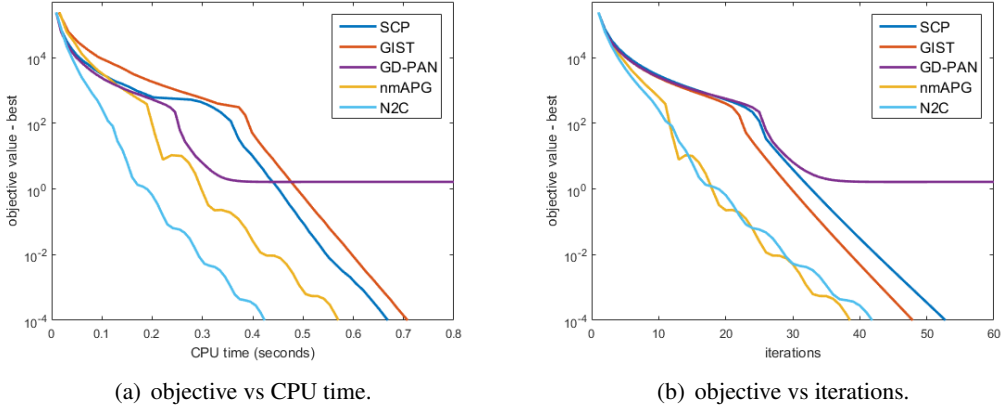 objective value - best
10^4
10^2
10^0
10^-2
10^-4
SCP
GIST
GD-PAN
nmAPG
N2C
0 0.1 0.2 0.3 0.4 0.5 0.6 0.7 0.8
CPU time (seconds)
(a) objective vs CPU time.
objective value - best
10^4
10^2
10^0
10^-2
10^-4
SCP
GIST
GD-PAN
nmAPG
N2C
0 10 20 30 40 50 60
iterations
(b) objective vs iterations.